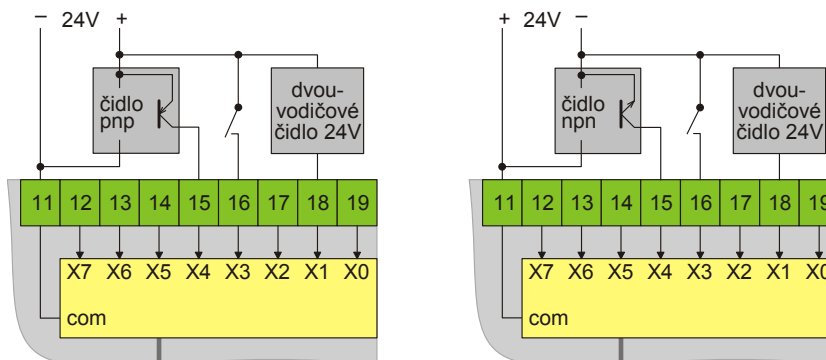 − 24V +
čidlo
pnp
dvou-
vodičové
čidlo 24V
11 12 13 14 15 16 17 18 19
X7 X6 X5 X4 X3 X2 X1 X0
com
+ 24V −
čidlo
npn
dvou-
vodičové
čidlo 24V
11 12 13 14 15 16 17 18 19
X7 X6 X5 X4 X3 X2 X1 X0
com